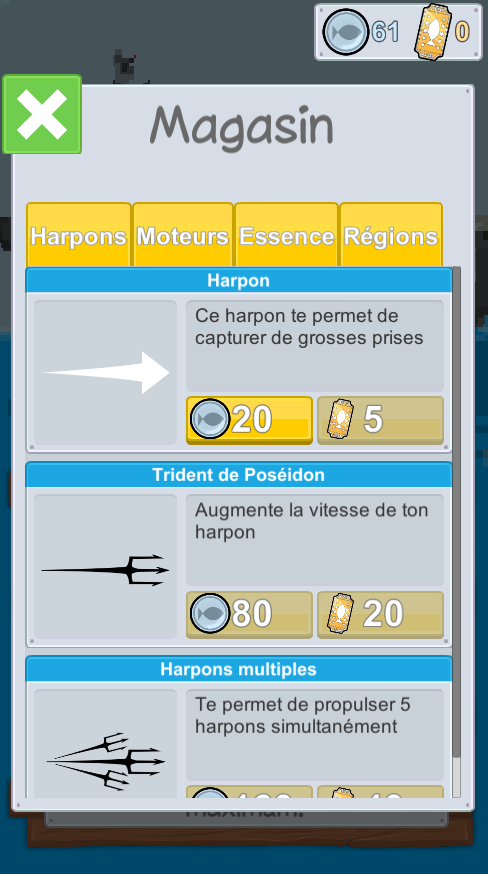 61 0
Magasin
Harpons Moteurs Essence Régions
Harpon
Ce harpon te permet de
capturer de grosses prises
20 5
Trident de Poséidon
Augmente la vitesse de ton
harpon
80 20
Harpons multiples
Te permet de propulser 5
harpons simultanément